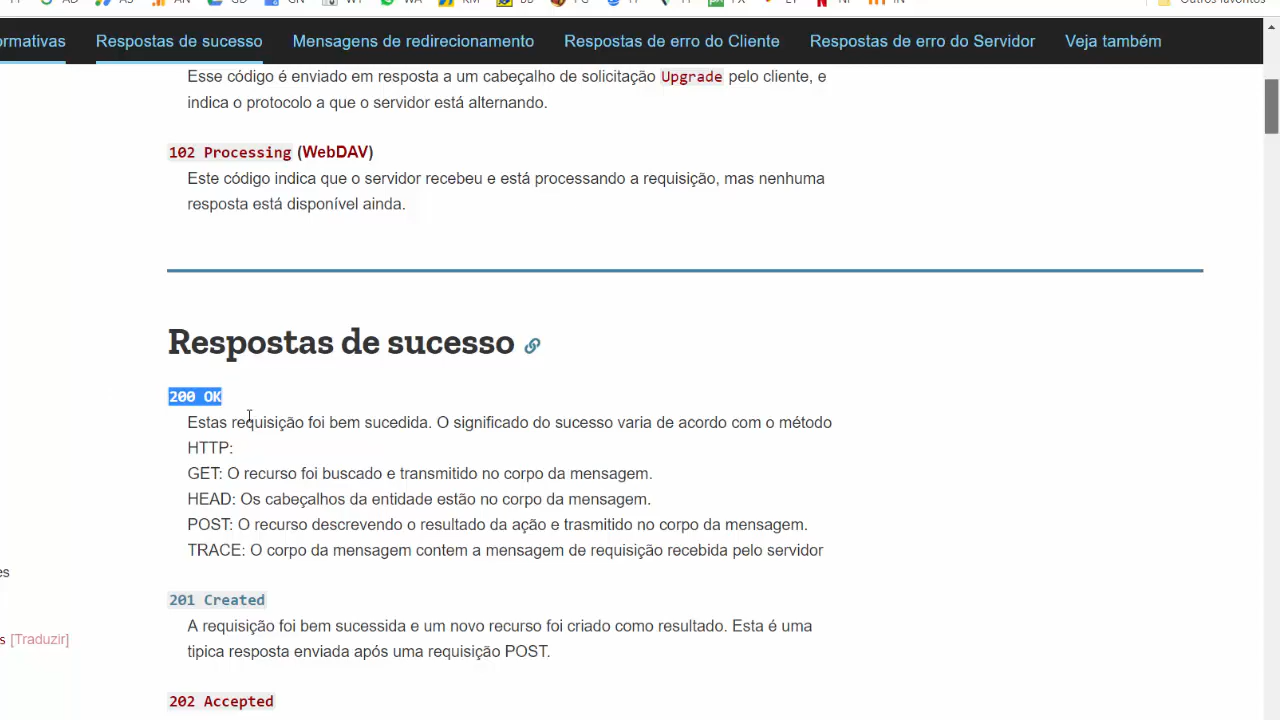 ormativas Respostas de sucesso Mensagens de redirecionamento Respostas de erro do Cliente Respostas de erro do Servidor Veja também
Esse código é enviado em resposta a um cabeçalho de solicitação Upgrade pelo cliente, e
indica o protocolo a que o servidor está alternando.
102 Processing (WebDAV)
Este código indica que o servidor recebeu e está processando a requisição, mas nenhuma
resposta está disponível ainda.
Respostas de sucesso
200 OK
Estas requisição foi bem sucedida. O significado do sucesso varia de acordo com o método
HTTP:
GET: O recurso foi buscado e transmitido no corpo da mensagem.
HEAD: Os cabeçalhos da entidade estão no corpo da mensagem.
POST: O recurso descrevendo o resultado da ação e trasmitido no corpo da mensagem.
TRACE: O corpo da mensagem contem a mensagem de requisição recebida pelo servidor
es
201 Created
A requisição foi bem sucessida e um novo recurso foi criado como resultado. Esta é uma
s [Traduzir]
tipica resposta enviada após uma requisição POST.
202 Accepted